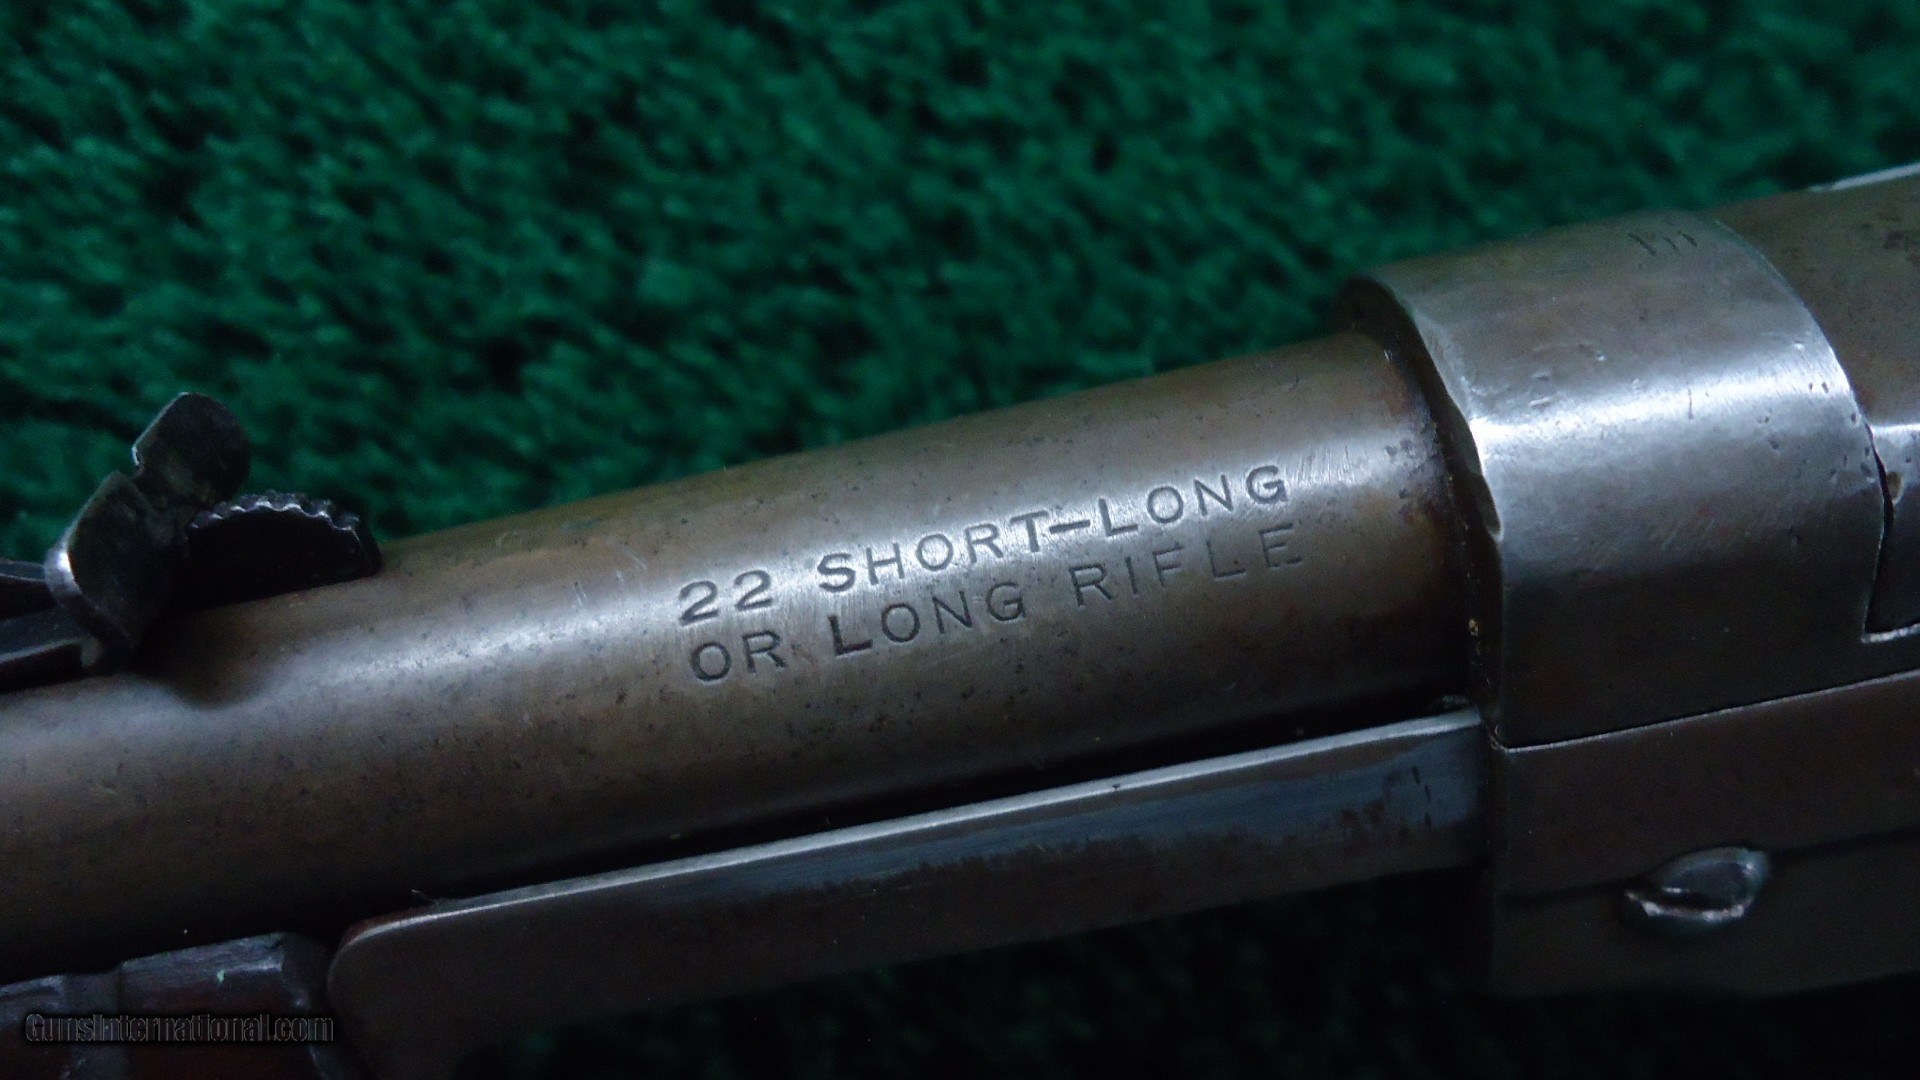 22 SHORT-LONG
OR LONG RIFLE
GunsInternational.com